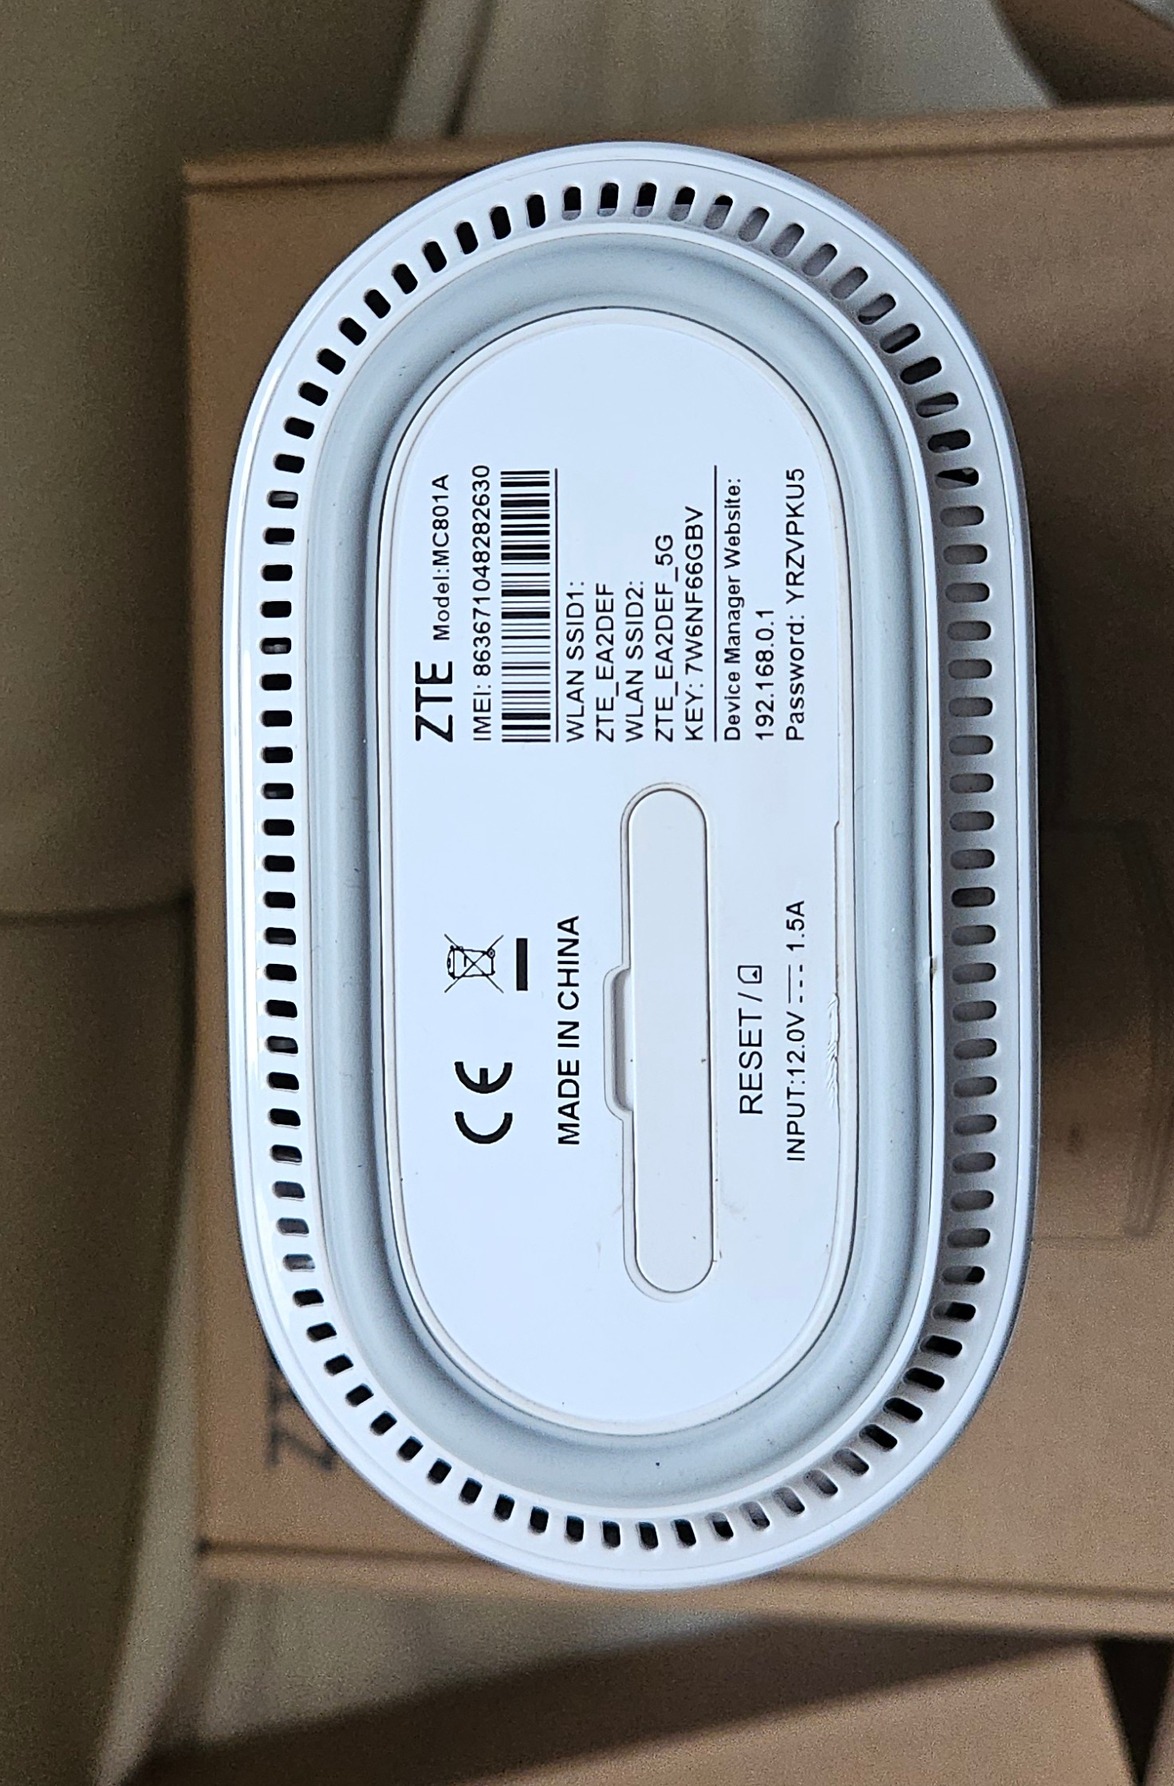 ZTE Model:MC801A
IMEI: 863671048282630
WLAN SSID1:
ZTE_EA2DEF
WLAN SSID2:
ZTE_EA2DEF_5G
KEY: 7W6NF66GBV
Device Manager Website:
192.168.0.1
Password: YRZVPKU5
CE
MADE IN CHINA
RESET /
INPUT:12.0V 1.5A